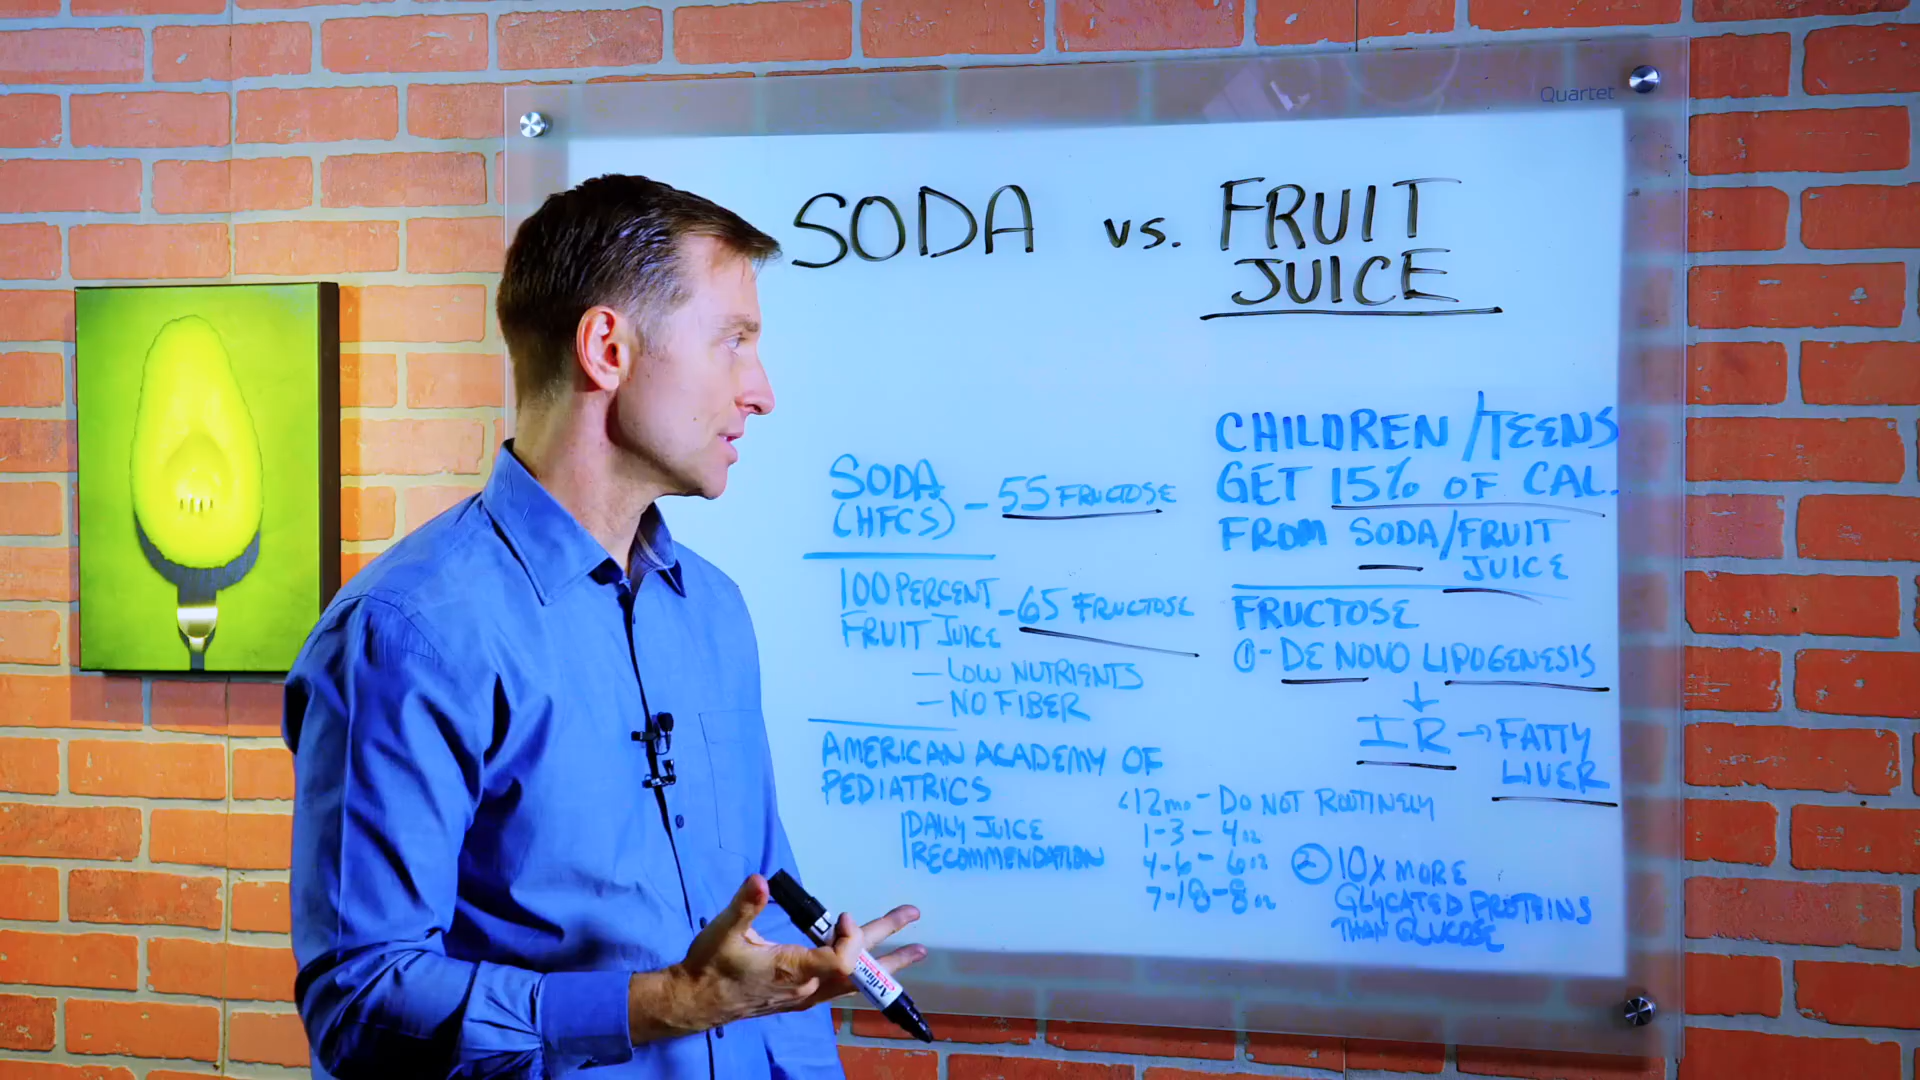 Quartet
SODA vs. FRUIT
JUICE
SODA
(HFCS) - 55 FRUCTOSE
100 PERCENT
FRUIT JUICE - 65 FRUCTOSE
- LOW NUTRIENTS
- NO FIBER
AMERICAN ACADEMY OF
PEDIATRICS
DAILY JUICE
RECOMMENDATION
<12mo - DO NOT ROUTINELY
1-3 - 4oz
4-6 - 6oz
7-18 - 8oz
CHILDREN/TEENS
GET 15% OF CAL.
FROM SODA/FRUIT
JUICE
FRUCTOSE
①- DE NOVO LIPOGENESIS
↓
IR → FATTY
LIVER
② 10X MORE
GLYCATED PROTEINS
THAN GLUCOSE
Artline